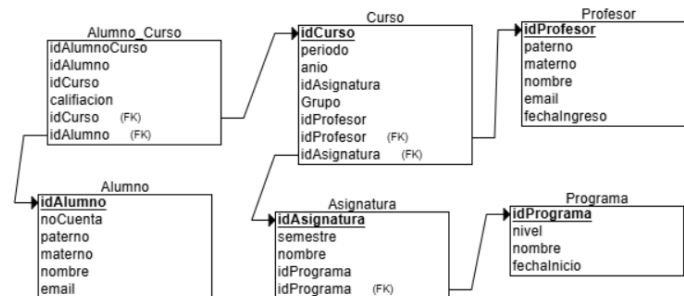 Alumno_Curso
idAlumnoCurso
idAlumno
idCurso
califiacion
idCurso (FK)
idAlumno (FK)
Curso
idCurso
periodo
anio
idAsignatura
Grupo
idProfesor
idProfesor (FK)
idAsignatura (FK)
Profesor
idProfesor
paterno
materno
nombre
email
fechaIngreso
Alumno
idAlumno
noCuenta
paterno
materno
nombre
email
Asignatura
idAsignatura
semestre
nombre
idPrograma
idPrograma (FK)
Programa
idPrograma
nivel
nombre
fechaInicio